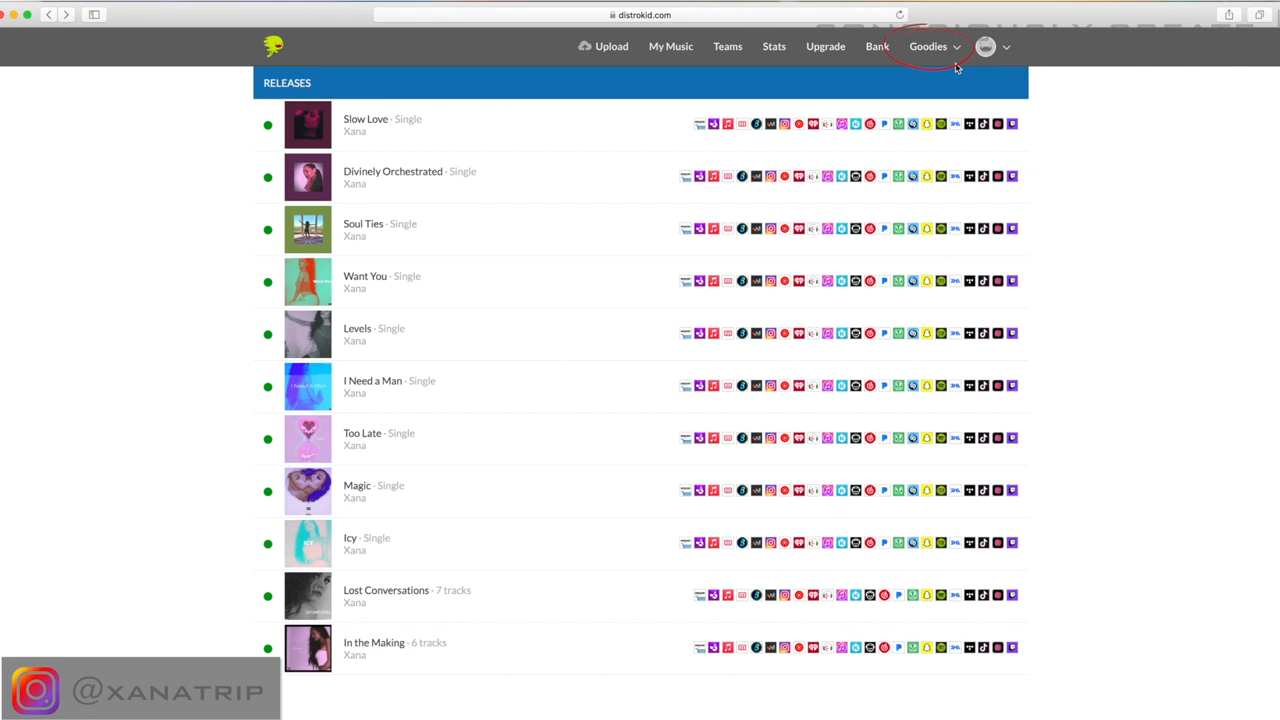 distrokid.com
Upload My Music Teams Stats Upgrade Bank Goodies
RELEASES
Slow Love · Single
Xana
Divinely Orchestrated · Single
Xana
Soul Ties · Single
Xana
Want You · Single
Xana
Levels · Single
Xana
I Need a Man · Single
Xana
Too Late · Single
Xana
Magic · Single
Xana
Icy · Single
Xana
Lost Conversations · 7 tracks
Xana
In the Making · 6 tracks
Xana
@XANATRIP